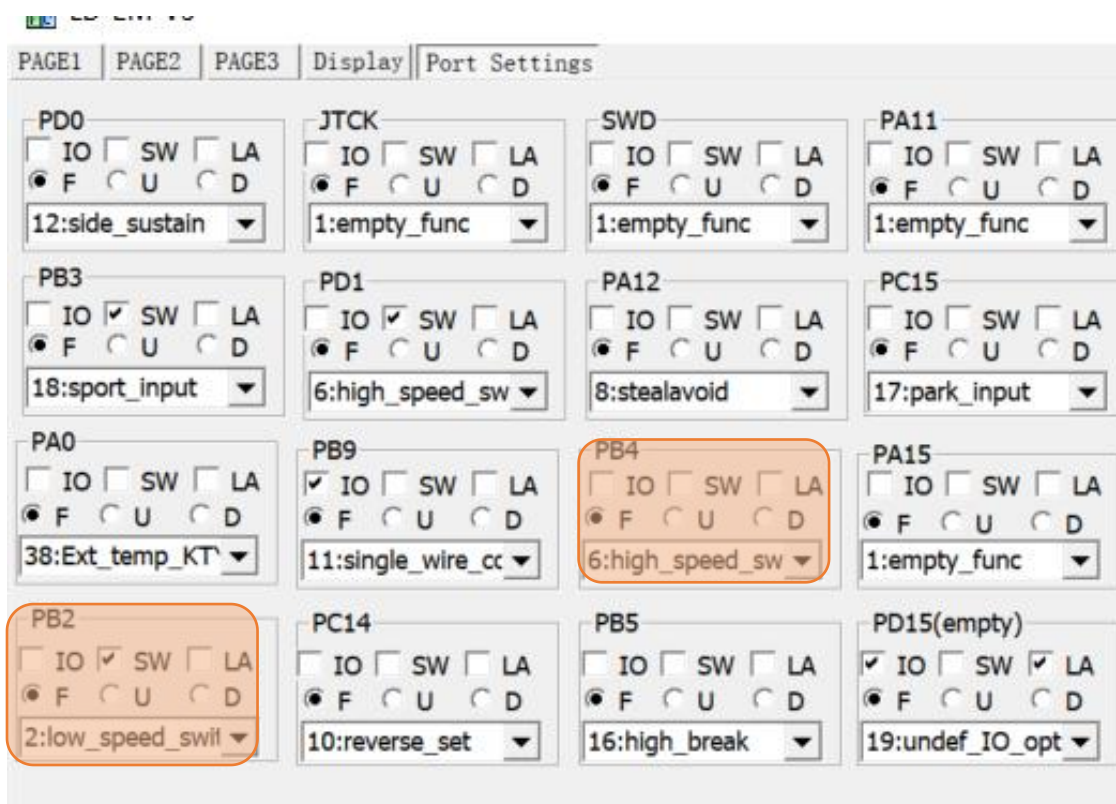 PAGE1 PAGE2 PAGE3 Display Port Settings
PD0 JTCK SWD PA11
IO SW LA IO SW LA IO SW LA IO SW LA
F U D F U D F U D F U D
12:side_sustain 1:empty_func 1:empty_func 1:empty_func
PB3 PD1 PA12 PC15
IO SW LA IO SW LA IO SW LA IO SW LA
F U D F U D F U D F U D
18:sport_input 6:high_speed_sw 8:stealavoid 17:park_input
PA0 PB9 PB4 PA15
IO SW LA IO SW LA IO SW LA IO SW LA
F U D F U D F U D F U D
38:Ext_temp_KTY 11:single_wire_cc 6:high_speed_sw 1:empty_func
PB2 PC14 PB5 PD15(empty)
IO SW LA IO SW LA IO SW LA IO SW LA
F U D F U D F U D F U D
2:low_speed_swit 10:reverse_set 16:high_break 19:undef_IO_opt